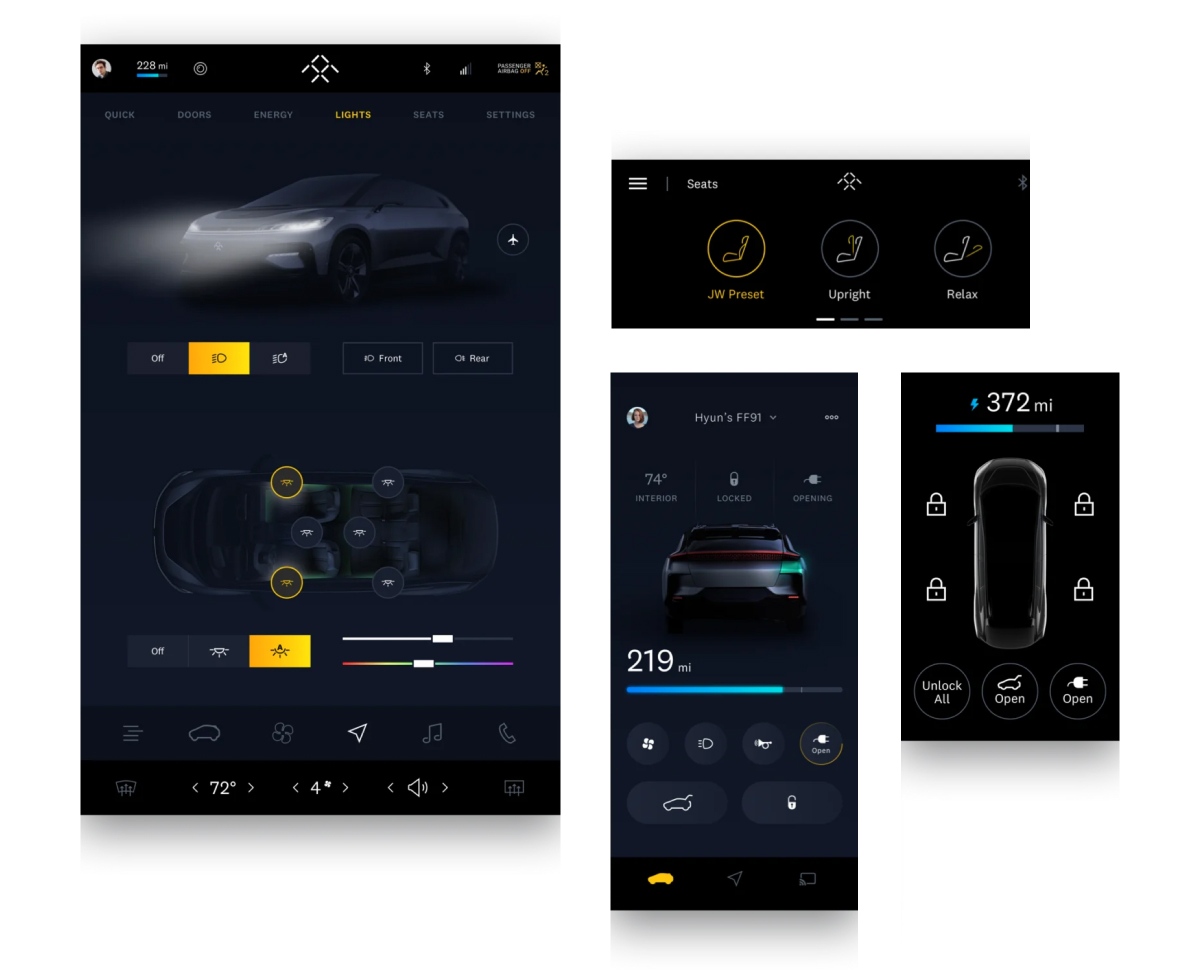 228 mi
PASSENGER
AIRBAG OFF
2
QUICK DOORS ENERGY LIGHTS SEATS SETTINGS
Off
A
Front
Rear
Off
A
< 72° >
< 4 >
< >
Seats
JW Preset
Upright
Relax
Hyun's FF91
74°
INTERIOR
LOCKED
OPENING
219 mi
Open
372 mi
Unlock
All
Open
Open